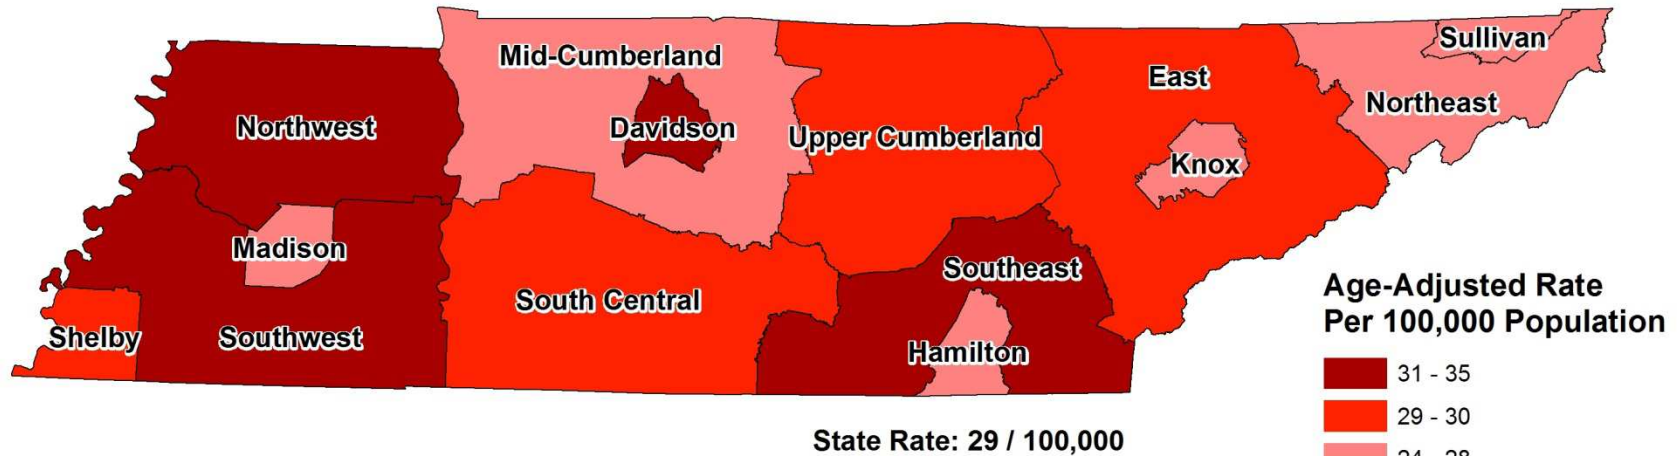 Sullivan
Mid-Cumberland
East
Northeast
Northwest
Davidson
Upper Cumberland
Knox
Madison
Southeast
South Central
Shelby
Southwest
Hamilton
Age-Adjusted Rate
Per 100,000 Population
31 - 35
29 - 30
State Rate: 29 / 100,000